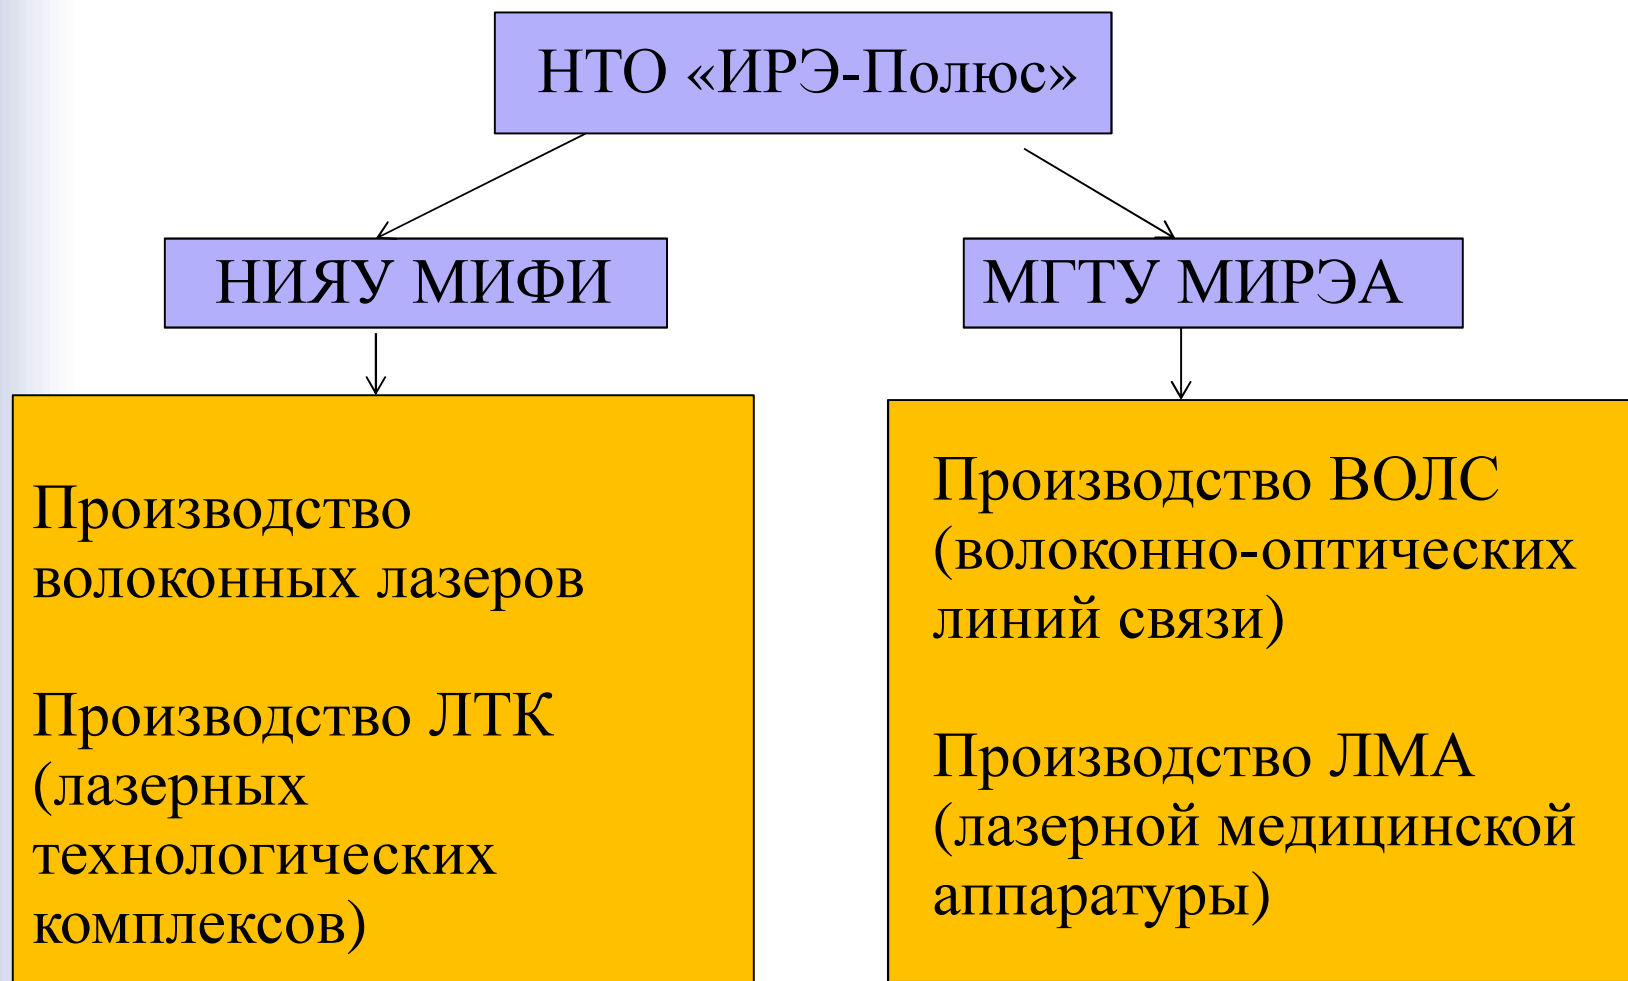 НТО «ИРЭ-Полюс»
НИЯУ МИФИ
МГТУ МИРЭА
Производство
волоконных лазеров
Производство ЛТК
(лазерных
технологических
комплексов)
Производство ВОЛС
(волоконно-оптических
линий связи)
Производство ЛМА
(лазерной медицинской
аппаратуры)